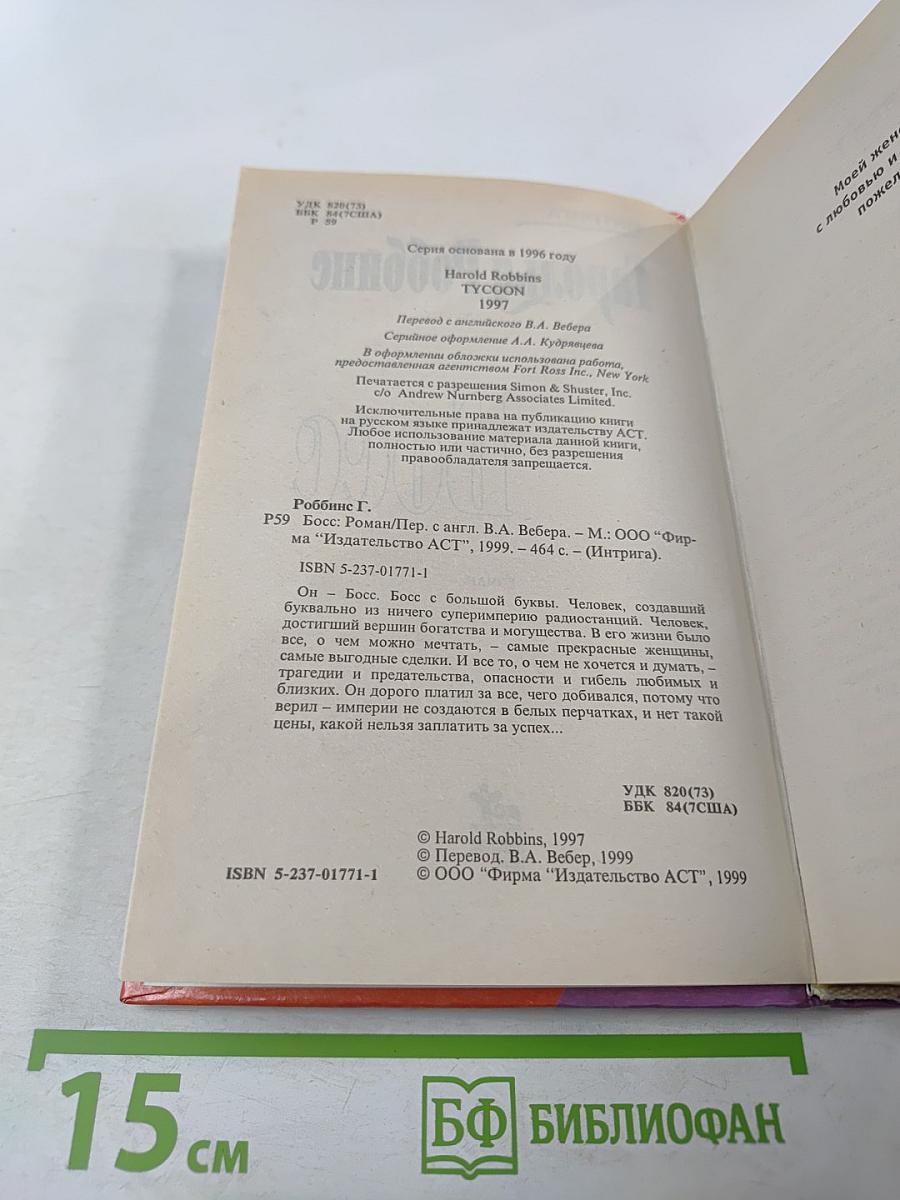 УДК 820(73)
ББК 84(7США)
Р 59
Серия основана в 1996 году
Harold Robbins
TYCOON
1997
Перевод с английского В.А. Вебера
Серийное оформление А.А. Кудрявцева
В оформлении обложки использована работа,
предоставленная агентством Fort Ross Inc., New York
Печатается с разрешения Simon & Shuster, Inc.
c/o Andrew Nurnberg Associates Limited.
Исключительные права на публикацию книги
на русском языке принадлежат издательству АСТ.
Любое использование материала данной книги,
полностью или частично, без разрешения
правообладателя запрещается.
Роббинс Г.
Р59 Босс: Роман/Пер. с англ. В.А. Вебера. – М.: ООО “Фир-
ма “Издательство АСТ”, 1999. – 464 с. – (Интрига).
ISBN 5-237-01771-1
Он – Босс. Босс с большой буквы. Человек, создавший
буквально из ничего суперимперию радиостанций. Человек,
достигший вершин богатства и могущества. В его жизни было
все, о чем можно мечтать, – самые прекрасные женщины,
самые выгодные сделки. И все то, о чем не хочется и думать, –
трагедии и предательства, опасности и гибель любимых и
близких. Он дорого платил за все, чего добивался, потому что
верил – империи не создаются в белых перчатках, и нет такой
цены, какой нельзя заплатить за успех...
УДК 820(73)
ББК 84(7США)
© Harold Robbins, 1997
© Перевод. В.А. Вебер, 1999
ISBN 5-237-01771-1 © ООО “Фирма “Издательство АСТ”, 1999
Моей
с любовью и
15 см
БФ БИБЛИОФАН